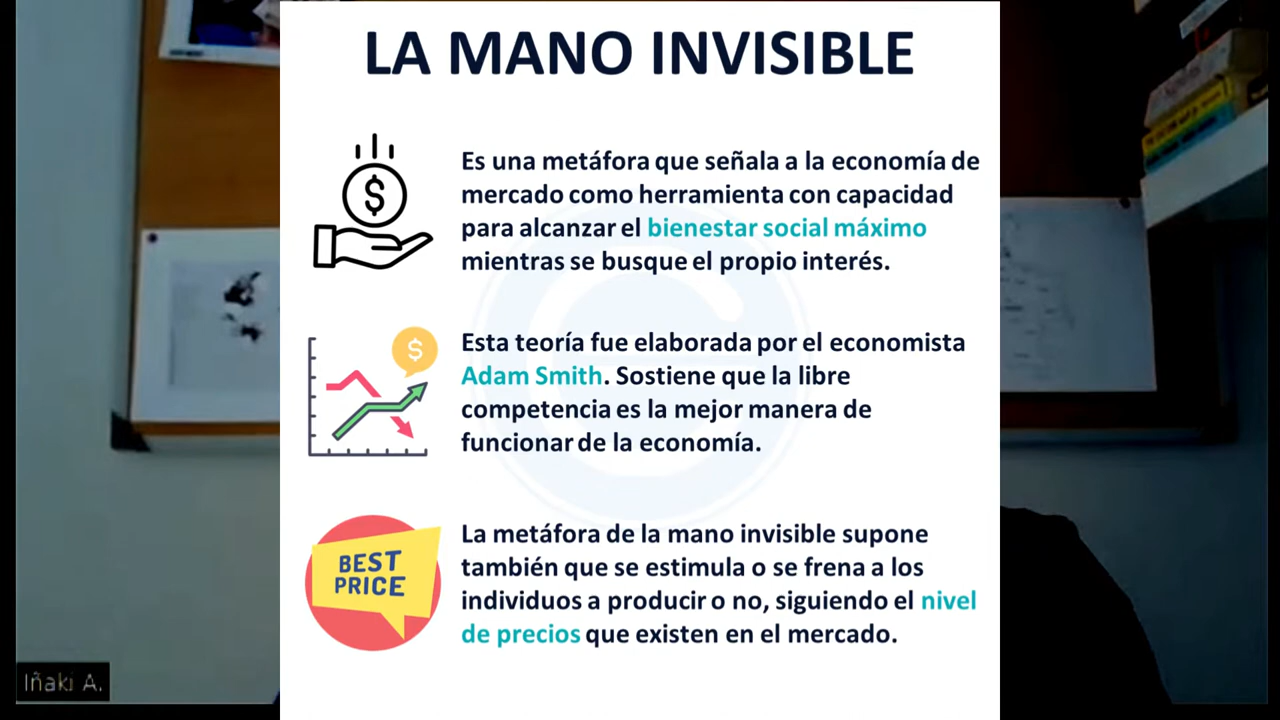 LA MANO INVISIBLE
Es una metáfora que señala a la economía de
mercado como herramienta con capacidad
para alcanzar el bienestar social máximo
mientras se busque el propio interés.
Esta teoría fue elaborada por el economista
Adam Smith. Sostiene que la libre
competencia es la mejor manera de
funcionar de la economía.
BEST
PRICE
La metáfora de la mano invisible supone
también que se estimula o se frena a los
individuos a producir o no, siguiendo el nivel
de precios que existen en el mercado.
Iñaki A.